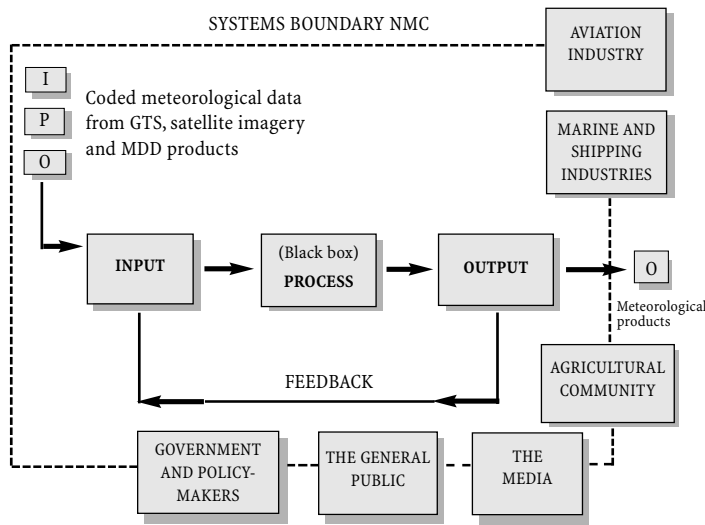 SYSTEMS BOUNDARY NMC
AVIATION
INDUSTRY
I
P
O
Coded meteorological data
from GTS, satellite imagery
and MDD products
MARINE AND
SHIPPING
INDUSTRIES
INPUT
(Black box)
PROCESS
OUTPUT
O
Meteorological
products
FEEDBACK
AGRICULTURAL
COMMUNITY
GOVERNMENT
AND POLICY-
MAKERS
THE GENERAL
PUBLIC
THE
MEDIA